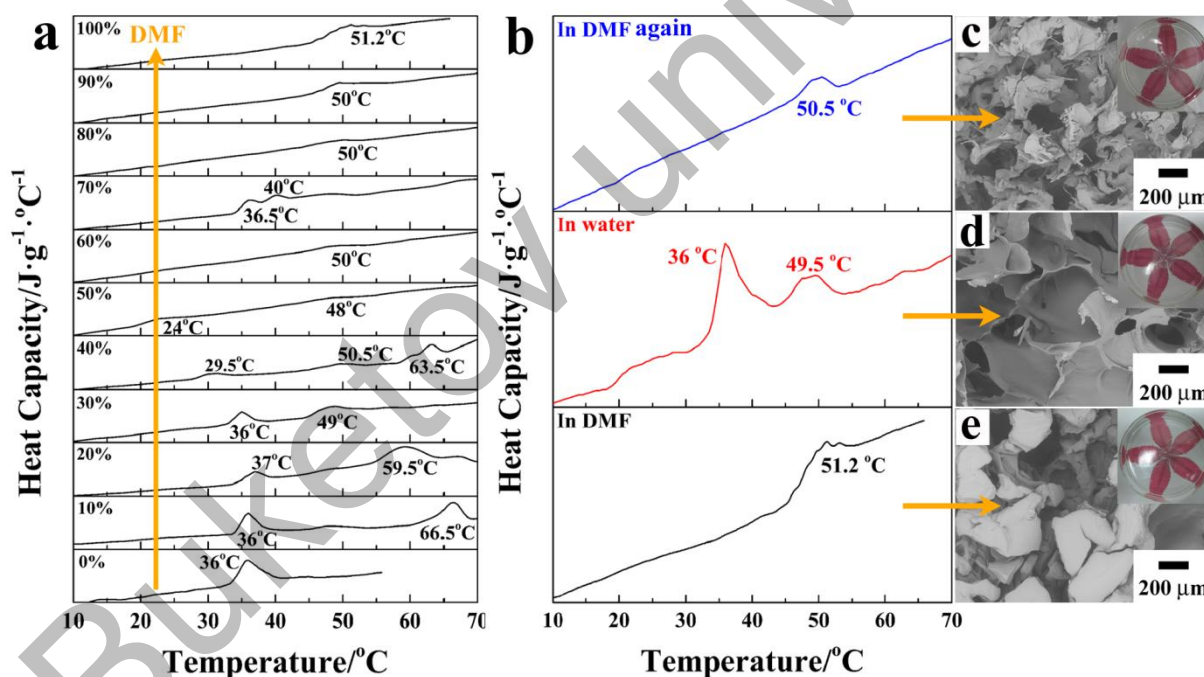 a
100%
DMF
51.2°C
90%
50°C
80%
50°C
70%
40°C
36.5°C
60%
50°C
50%
24°C
48°C
40%
29.5°C
50.5°C
63.5°C
30%
36°C
49°C
20%
37°C
59.5°C
10%
36°C
66.5°C
0%
36°C
10 20 30 40 50 60 70
Temperature/°C
Heat Capacity/J·g⁻¹·°C⁻¹
b
In DMF again
50.5 °C
In water
36 °C
49.5 °C
In DMF
51.2 °C
10 20 30 40 50 60 70
Temperature/°C
Heat Capacity/J·g⁻¹·°C⁻¹
c
200 µm
d
200 µm
e
200 µm
Buketov univ